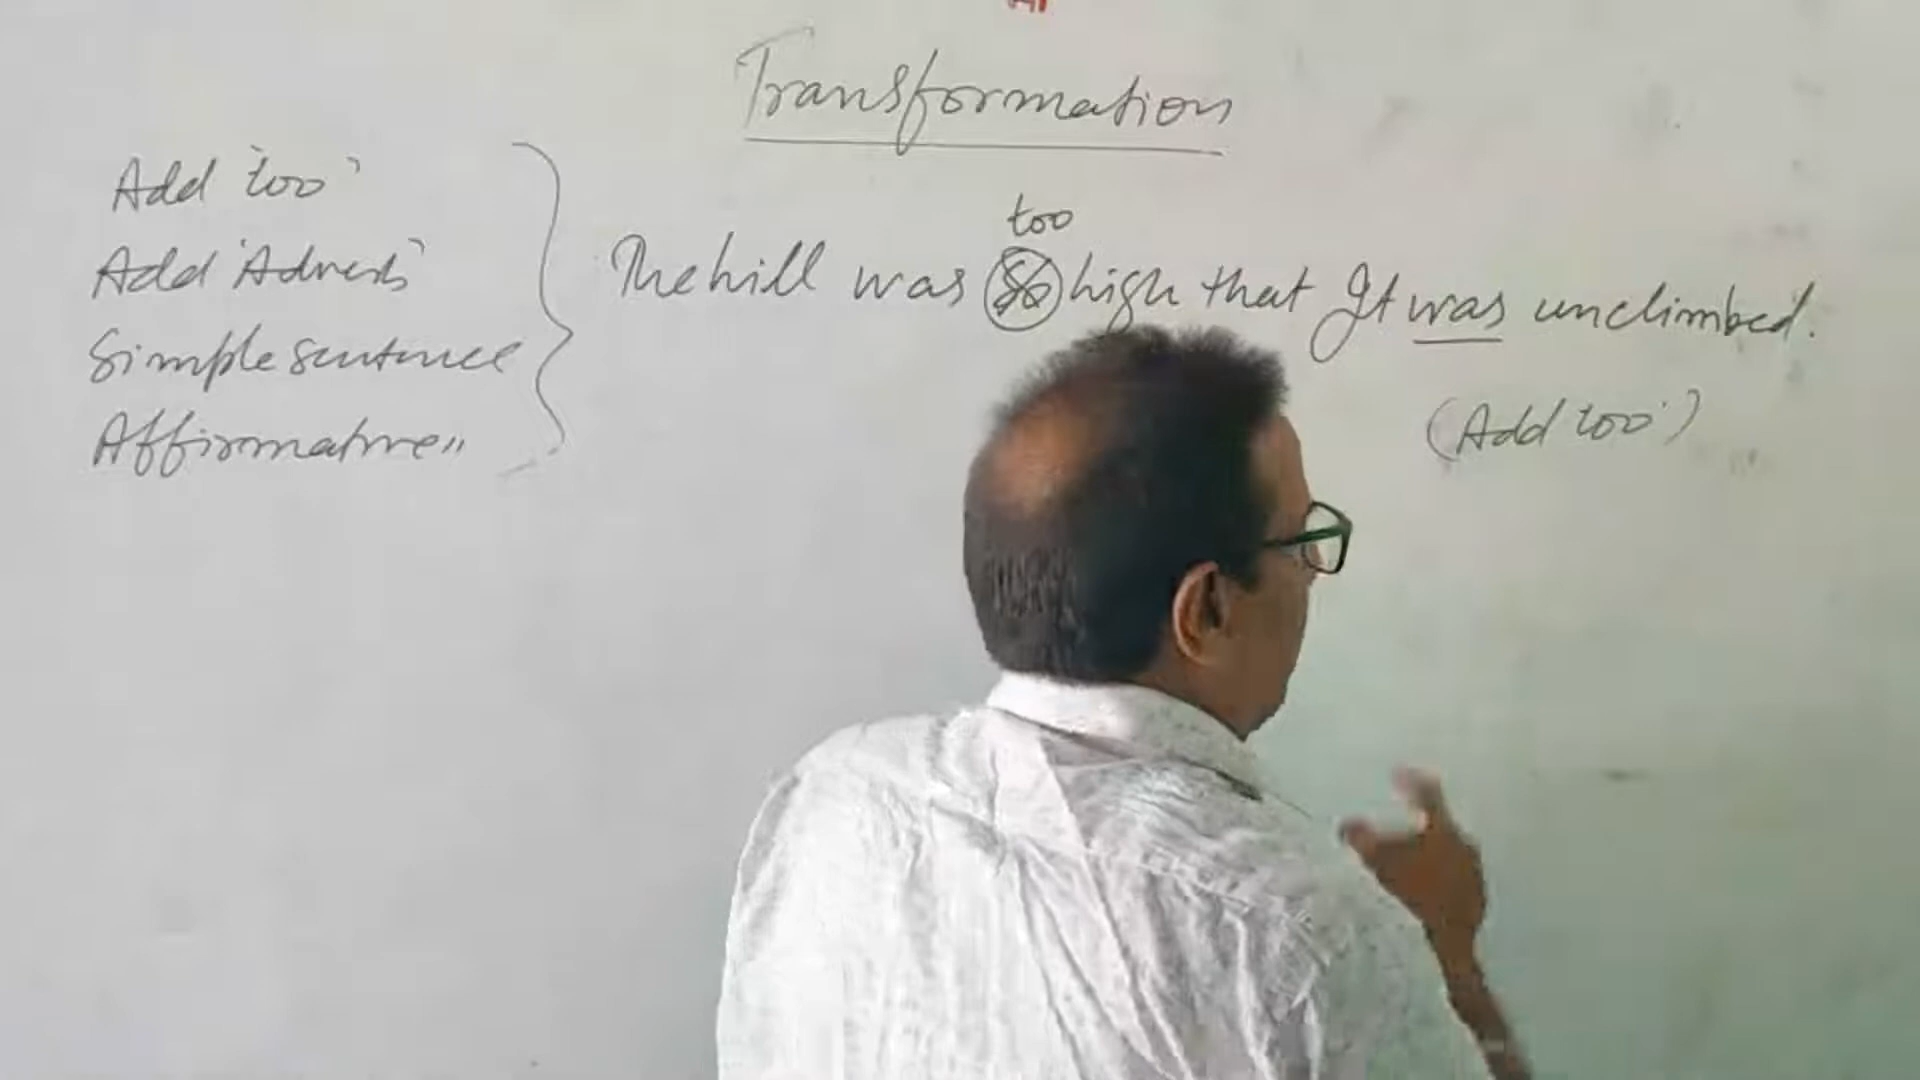 Transformation
Add 'too'
Add 'Adverb'
Simple sentence
Affirmative "
too
The hill was so high that It was unclimbed.
(Add too')